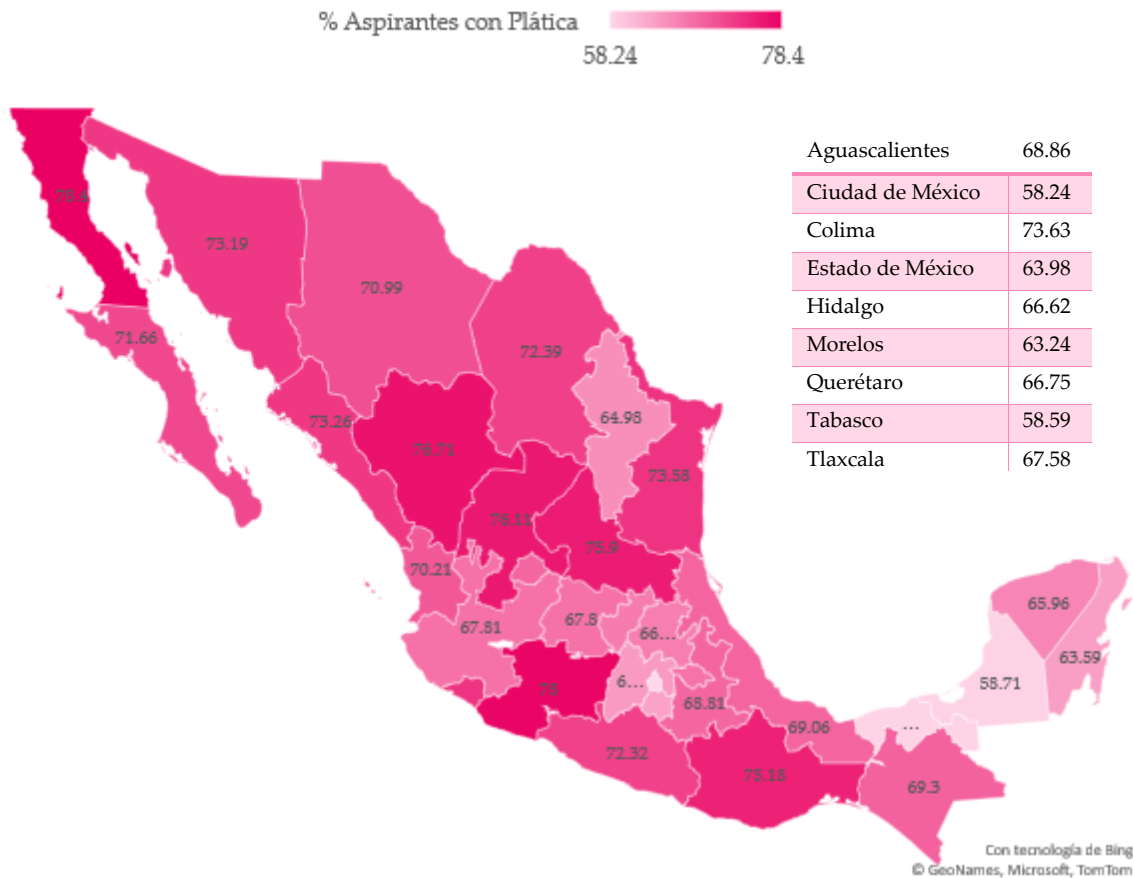 % Aspirantes con Plática
58.24 78.4
Aguascalientes 68.86
Ciudad de México 58.24
Colima 73.63
Estado de México 63.98
Hidalgo 66.62
Morelos 63.24
Querétaro 66.75
Tabasco 58.59
Tlaxcala 67.58
78.4
73.19
70.99
71.66
72.39
64.98
73.26
76.71
73.58
76.11
75.9
70.21
67.81
67.8
66...
65.96
63.59
58.71
6...
78
68.81
69.06
...
72.32
75.18
69.3
Con tecnología de Bing
© GeoNames, Microsoft, TomTom